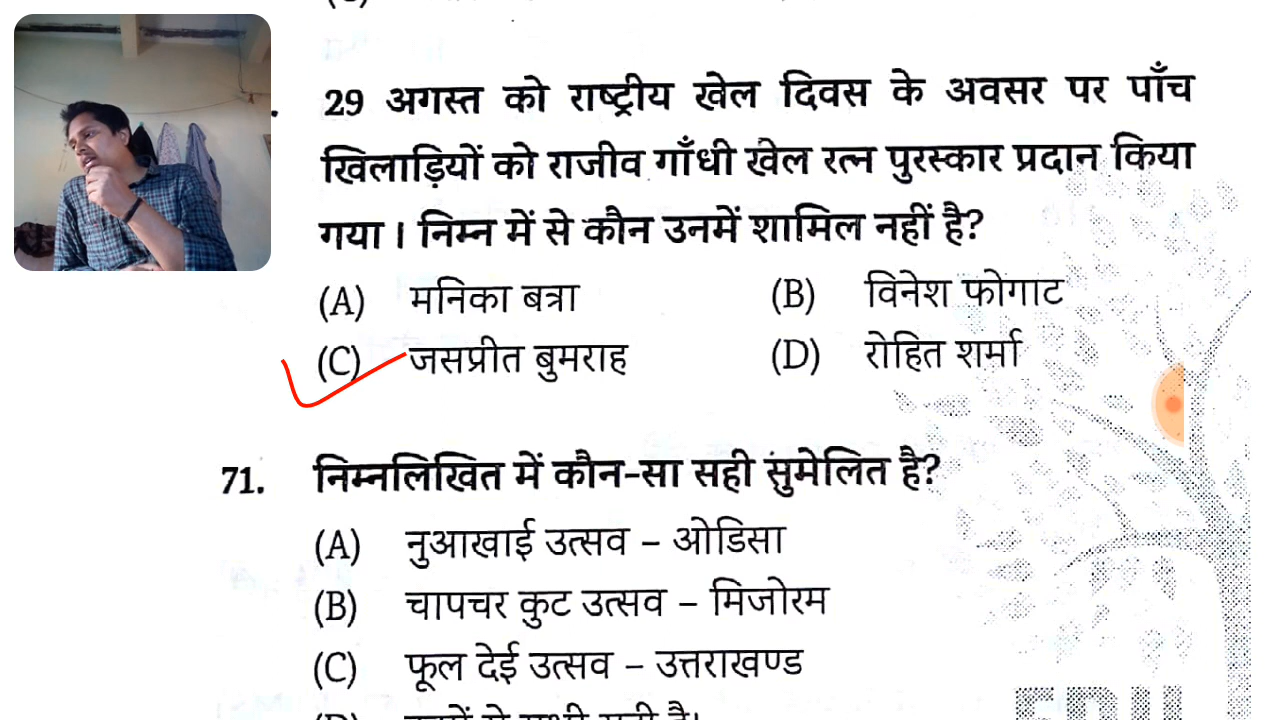 29 अगस्त को राष्ट्रीय खेल दिवस के अवसर पर पाँच
खिलाड़ियों को राजीव गाँधी खेल रत्न पुरस्कार प्रदान किया
गया। निम्न में से कौन उनमें शामिल नहीं है?
(A) मनिका बत्रा (B) विनेश फोगाट
(C) जसप्रीत बुमराह (D) रोहित शर्मा
71. निम्नलिखित में कौन-सा सही सुमेलित है?
(A) नुआखाई उत्सव – ओडिसा
(B) चापचर कुट उत्सव – मिजोरम
(C) फूल देई उत्सव – उत्तराखण्ड